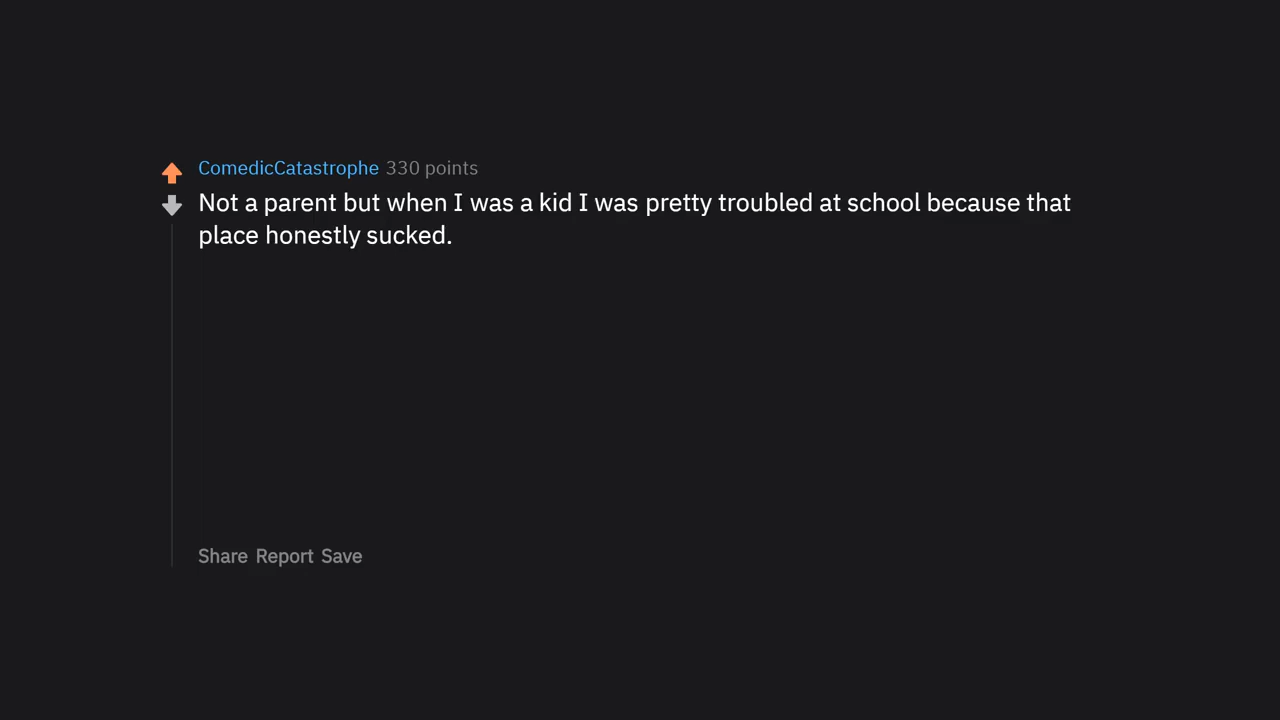 ComedicCatastrophe 330 points
Not a parent but when I was a kid I was pretty troubled at school because that
place honestly sucked.
Share Report Save